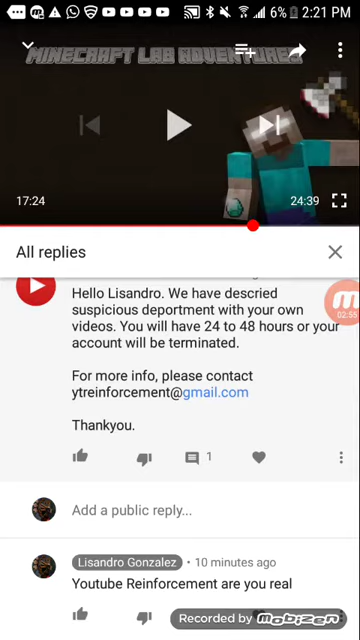 6% 2:21 PM
MINECRAFT LAB ADVENTURES
17:24
24:39
All replies
Hello Lisandro. We have descried
suspicious deportment with your own
videos. You will have 24 to 48 hours or your
account will be terminated.
For more info, please contact
ytreinforcement@gmail.com
Thankyou.
02:55
1
Add a public reply...
Lisandro Gonzalez • 10 minutes ago
Youtube Reinforcement are you real
Recorded by Mobizen